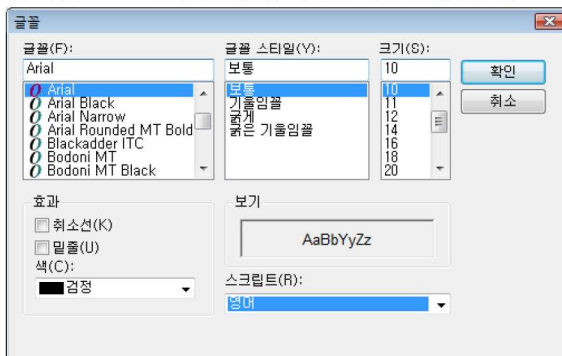 글꼴
글꼴(F):
Arial
Arial
Arial Black
Arial Narrow
Arial Rounded MT Bold
Blackadder ITC
Bodoni MT
Bodoni MT Black
글꼴 스타일(Y):
보통
보통
기울임꼴
굵게
굵은 기울임꼴
크기(S):
10
10
11
12
14
16
18
20
확인
취소
효과
취소선(K)
밑줄(U)
색(C):
검정
보기
AaBbYyZz
스크립트(R):
영어